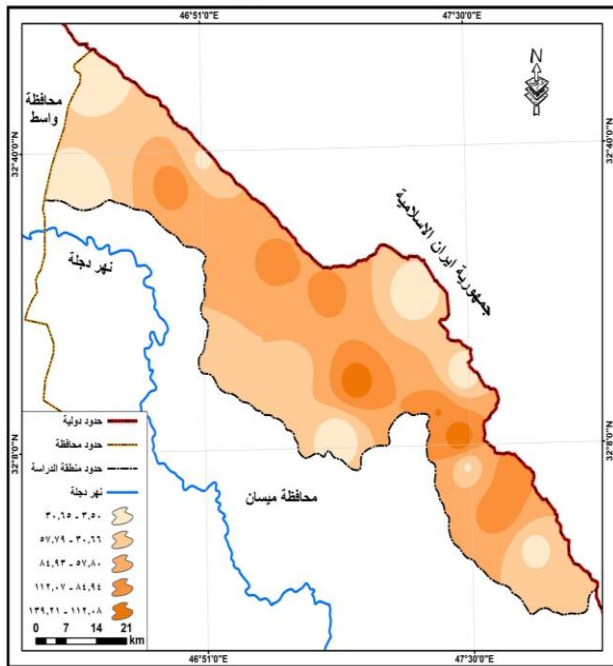 46°51'0"E 47°30'0"E
N
محافظة
واسط
32°40'0"N 32°40'0"N
جمهورية ايران الاسلامية
نهر دجلة
حدود دولية
حدود محافظة
حدود منطقة الدراسة
نهر دجلة
32°8'0"N 32°8'0"N
محافظة ميسان
٣,٥٠ - ٣٠,٦٥
٣٠,٦٦ - ٥٧,٧٩
٥٧,٨٠ - ٨٤,٩٣
٨٤,٩٤ - ١١٢,٠٧
١١٢,٠٨ - ١٣٩,٢١
0 7 14 21
km
46°51'0"E 47°30'0"E